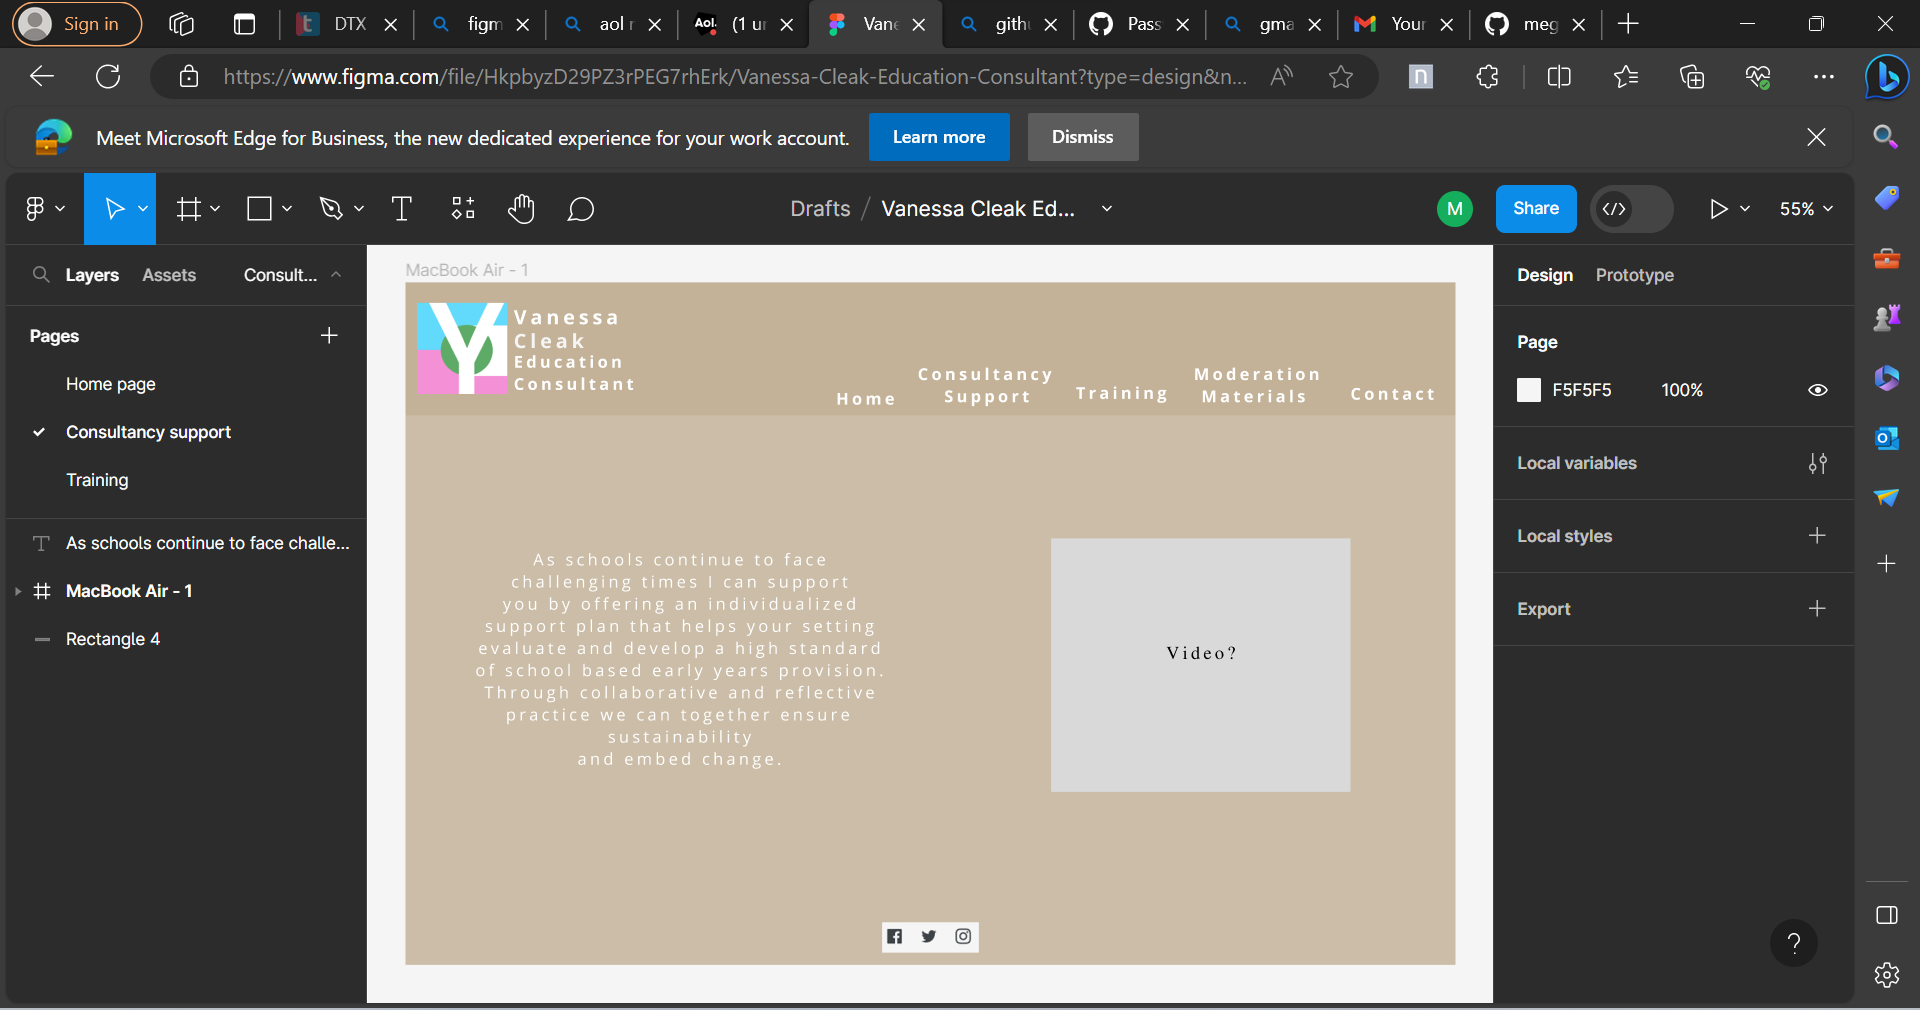 Sign in
DTX
figm
aol r
Aol.
(1 ur
Vane
gith
Pass
gma
Your
meg
https://www.figma.com/file/HkpbyzD29PZ3rPEG7rhErk/Vanessa-Cleak-Education-Consultant?type=design&n...
Meet Microsoft Edge for Business, the new dedicated experience for your work account.
Learn more
Dismiss
Drafts / Vanessa Cleak Ed...
M
Share
55%
Layers
Assets
Consult...
Pages
Home page
Consultancy support
Training
As schools continue to face challe...
MacBook Air - 1
Rectangle 4
MacBook Air - 1
Vanessa
Cleak
Education
Consultant
Home
Consultancy
Support
Training
Moderation
Materials
Contact
As schools continue to face
challenging times I can support
you by offering an individualized
support plan that helps your setting
evaluate and develop a high standard
of school based early years provision.
Through collaborative and reflective
practice we can together ensure
sustainability
and embed change.
Video?
Design
Prototype
Page
F5F5F5
100%
Local variables
Local styles
Export
?